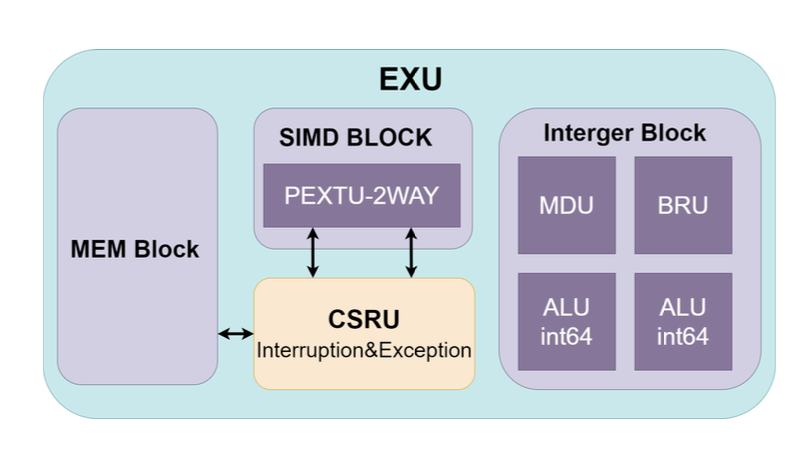 EXU
MEM Block
SIMD BLOCK
PEXTU-2WAY
CSRU
Interruption&Exception
Interger Block
MDU
BRU
ALU
int64
ALU
int64